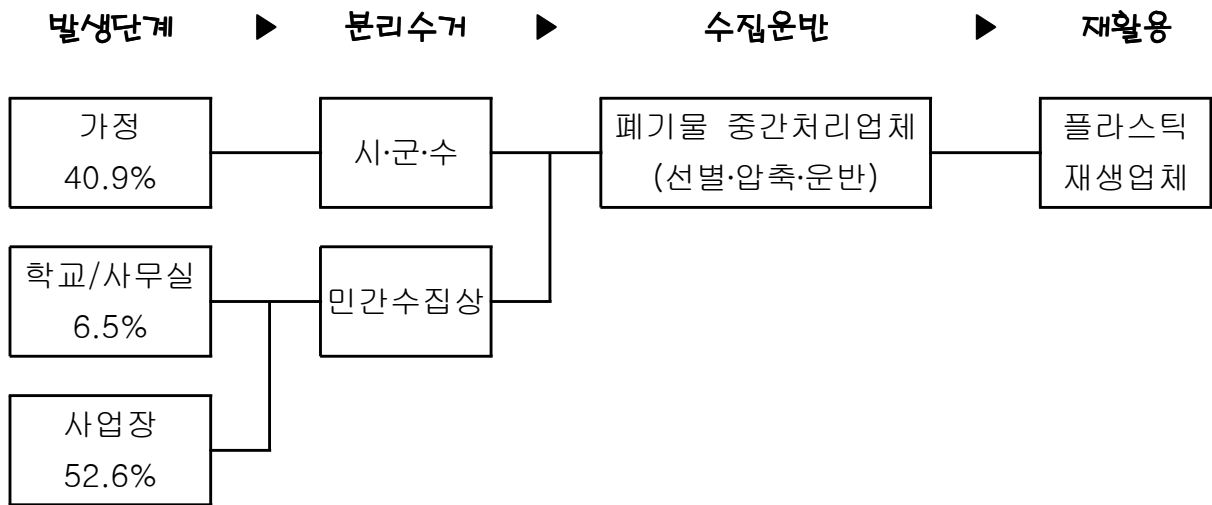 발생단계 ▶ 분리수거 ▶ 수집운반 ▶ 재활용
가정
40.9%
시·군·수
폐기물 중간처리업체
(선별·압축·운반)
플라스틱
재생업체
학교/사무실
6.5%
민간수집상
사업장
52.6%